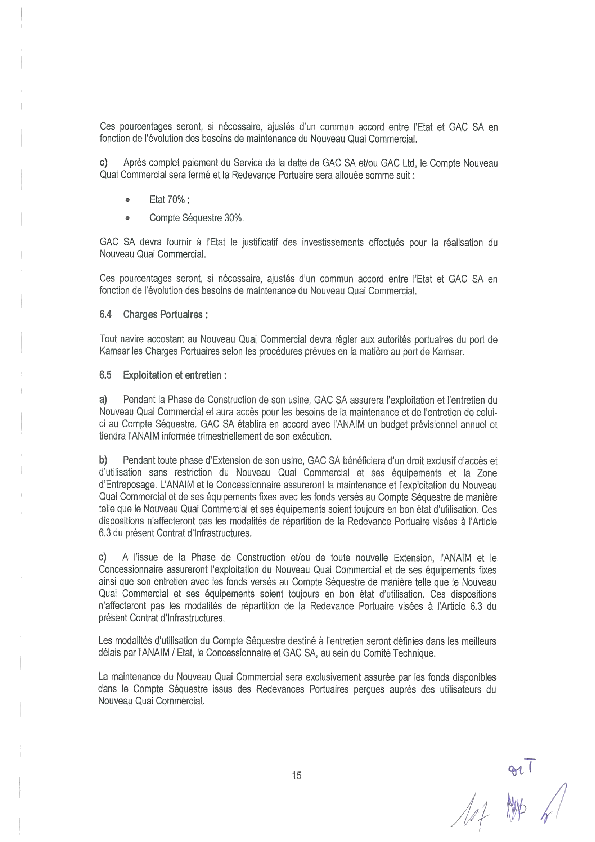 Ces pourcentages seront, si nécessaire, ajustés d'un commun accord entre l'Etat et GAC SA en
fonction de l'évolution des besoins de maintenance du Nouveau Quai Commercial.
c) Après complet paiement du Service de la dette de GAC SA et/ou GAC Ltd, le Compte Nouveau
Quai Commercial sera fermé et la Redevance Portuaire sera allouée somme suit :
• Etat 70% ;
• Compte Séquestre 30%.
GAC SA devra fournir à l'Etat le justificatif des investissements effectués pour la réalisation du
Nouveau Quai Commercial.
Ces pourcentages seront, si nécessaire, ajustés d'un commun accord entre l'Etat et GAC SA en
fonction de l'évolution des besoins de maintenance du Nouveau Quai Commercial.
6.4 Charges Portuaires :
Tout navire accostant au Nouveau Quai Commercial devra régler aux autorités portuaires du port de
Kamsar les Charges Portuaires selon les procédures prévues en la matière au port de Kamsar.
6.5 Exploitation et entretien :
a) Pendant la Phase de Construction de son usine, GAC SA assurera l'exploitation et l'entretien du
Nouveau Quai Commercial et aura accès pour les besoins de la maintenance et de l'entretien de celui-
ci au Compte Séquestre. GAC SA établira en accord avec l'ANAIM un budget prévisionnel annuel et
tiendra l'ANAIM informée trimestriellement de son exécution.
b) Pendant toute phase d'Extension de son usine, GAC SA bénéficiera d'un droit exclusif d'accès et
d'utilisation sans restriction du Nouveau Quai Commercial et ses équipements et la Zone
d'Entreposage. L'ANAIM et le Concessionnaire assureront la maintenance et l'exploitation du Nouveau
Quai Commercial et de ses équipements fixes avec les fonds versés au Compte Séquestre de manière
telle que le Nouveau Quai Commercial et ses équipements soient toujours en bon état d'utilisation. Ces
dispositions n'affecteront pas les modalités de répartition de la Redevance Portuaire visées à l'Article
6.3 du présent Contrat d'Infrastructures.
c) A l'issue de la Phase de Construction et/ou de toute nouvelle Extension, l'ANAIM et le
Concessionnaire assureront l'exploitation du Nouveau Quai Commercial et de ses équipements fixes
ainsi que son entretien avec les fonds versés au Compte Séquestre de manière telle que le Nouveau
Quai Commercial et ses équipements soient toujours en bon état d'utilisation. Ces dispositions
n'affecteront pas les modalités de répartition de la Redevance Portuaire visées à l'Article 6.3 du
présent Contrat d'Infrastructures.
Les modalités d'utilisation du Compte Séquestre destiné à l'entretien seront définies dans les meilleurs
délais par l'ANAIM / Etat, le Concessionnaire et GAC SA, au sein du Comité Technique.
La maintenance du Nouveau Quai Commercial sera exclusivement assurée par les fonds disponibles
dans le Compte Séquestre issus des Redevances Portuaires perçues auprès des utilisateurs du
Nouveau Quai Commercial.
15